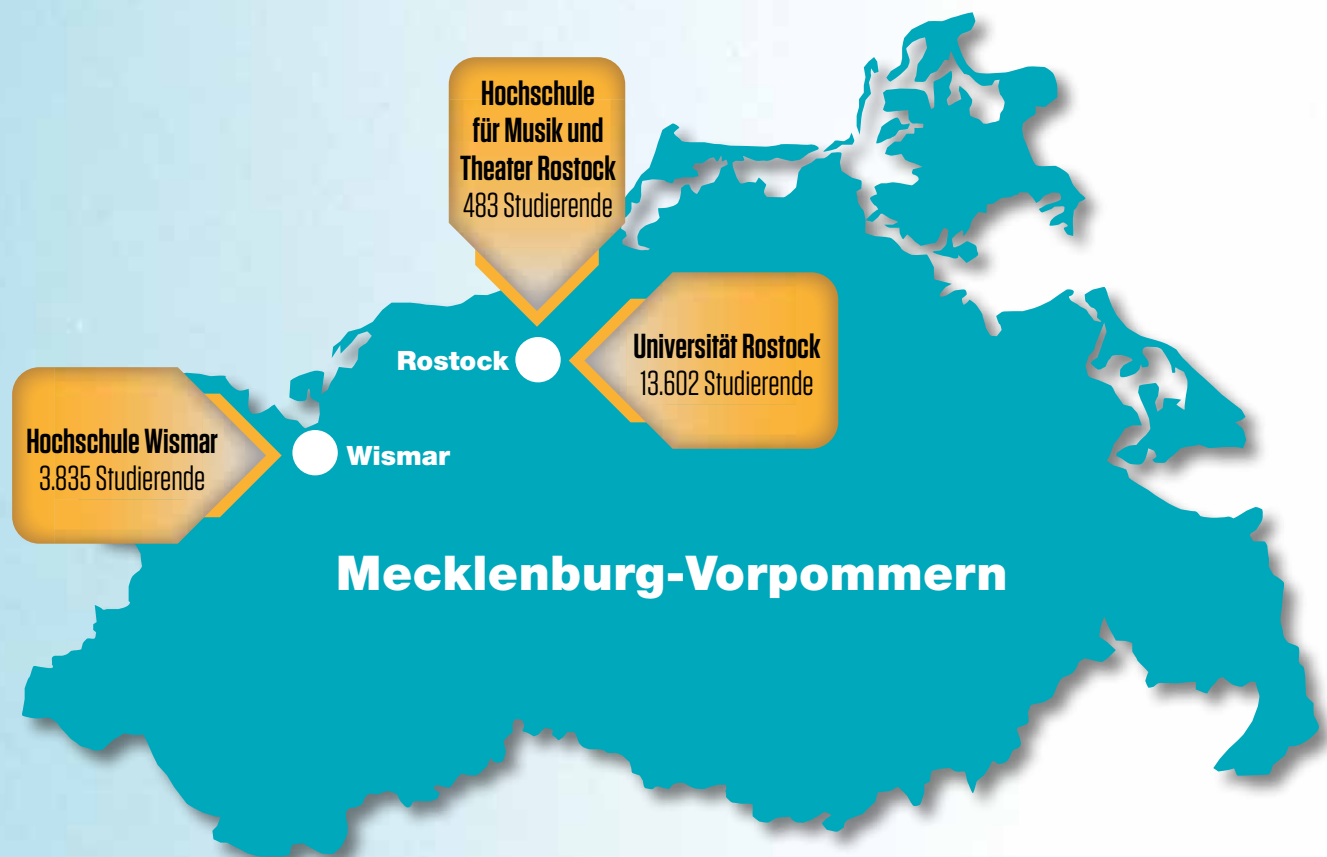 Hochschule
für Musik und
Theater Rostock
483 Studierende
Rostock
Universität Rostock
13.602 Studierende
Hochschule Wismar
3.835 Studierende
Wismar
Mecklenburg-Vorpommern